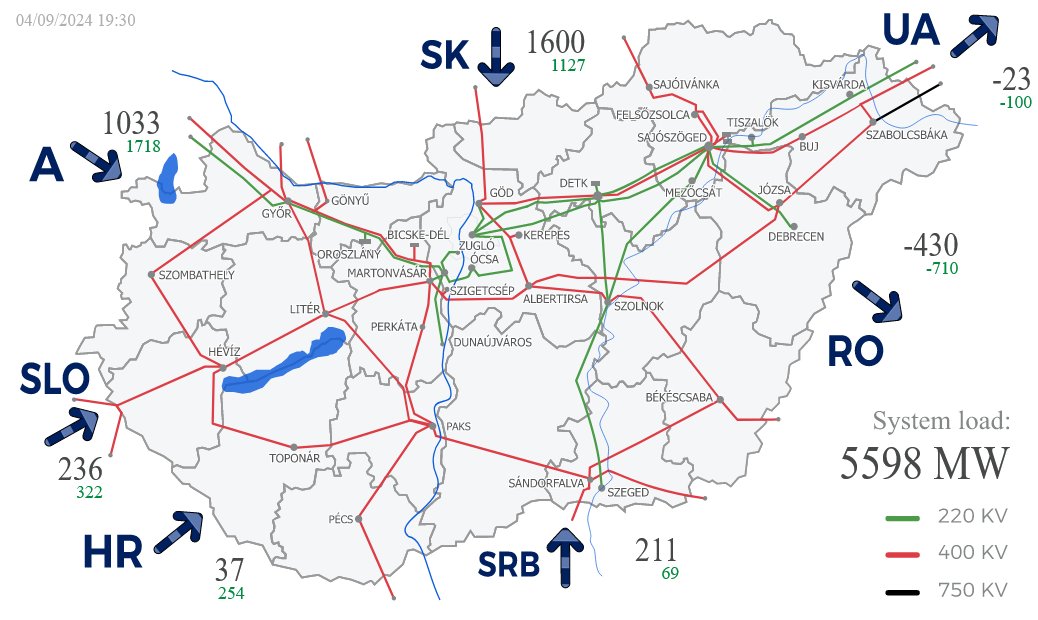 04/09/2024 19:30
SK
1600
1127
UA
-23
-100
1033
1718
A
SAJÓIVÁNKA
KISVÁRDA
FELSŐZSOLCA
TISZALÖK
SAJÓSZÖGED
SZABOLCSBÁKA
BUJ
DETK
MEZŐCSÁT
JÓZSA
GÖD
GÖNYŰ
GYŐR
BICSKE-DÉL
KEREPES
DEBRECEN
ZUGLÓ
OROSZLÁNY
ÓCSA
MARTONVÁSÁR
SZOMBATHELY
SZIGETCSÉP
ALBERTIRSA
SZOLNOK
LITÉR
PERKÁTA
DUNAÚJVÁROS
HÉVÍZ
-430
-710
RO
SLO
236
322
BÉKÉSCSABA
PAKS
TOPONÁR
SÁNDORFALVA
SZEGED
PÉCS
HR
37
254
SRB
211
69
System load:
5598 MW
220 KV
400 KV
750 KV